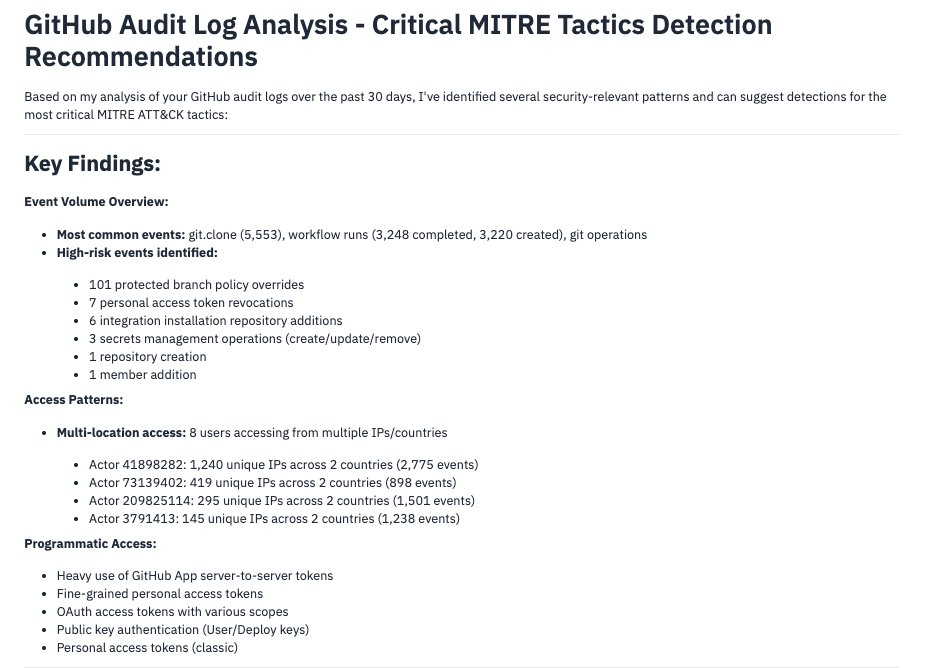 GitHub Audit Log Analysis - Critical MITRE Tactics Detection
Recommendations
Based on my analysis of your GitHub audit logs over the past 30 days, I've identified several security-relevant patterns and can suggest detections for the
most critical MITRE ATT&CK tactics:
Key Findings:
Event Volume Overview:
• Most common events: git.clone (5,553), workflow runs (3,248 completed, 3,220 created), git operations
• High-risk events identified:
• 101 protected branch policy overrides
• 7 personal access token revocations
• 6 integration installation repository additions
• 3 secrets management operations (create/update/remove)
• 1 repository creation
• 1 member addition
Access Patterns:
• Multi-location access: 8 users accessing from multiple IPs/countries
• Actor 41898282: 1,240 unique IPs across 2 countries (2,775 events)
• Actor 73139402: 419 unique IPs across 2 countries (898 events)
• Actor 209825114: 295 unique IPs across 2 countries (1,501 events)
• Actor 3791413: 145 unique IPs across 2 countries (1,238 events)
Programmatic Access:
• Heavy use of GitHub App server-to-server tokens
• Fine-grained personal access tokens
• OAuth access tokens with various scopes
• Public key authentication (User/Deploy keys)
• Personal access tokens (classic)